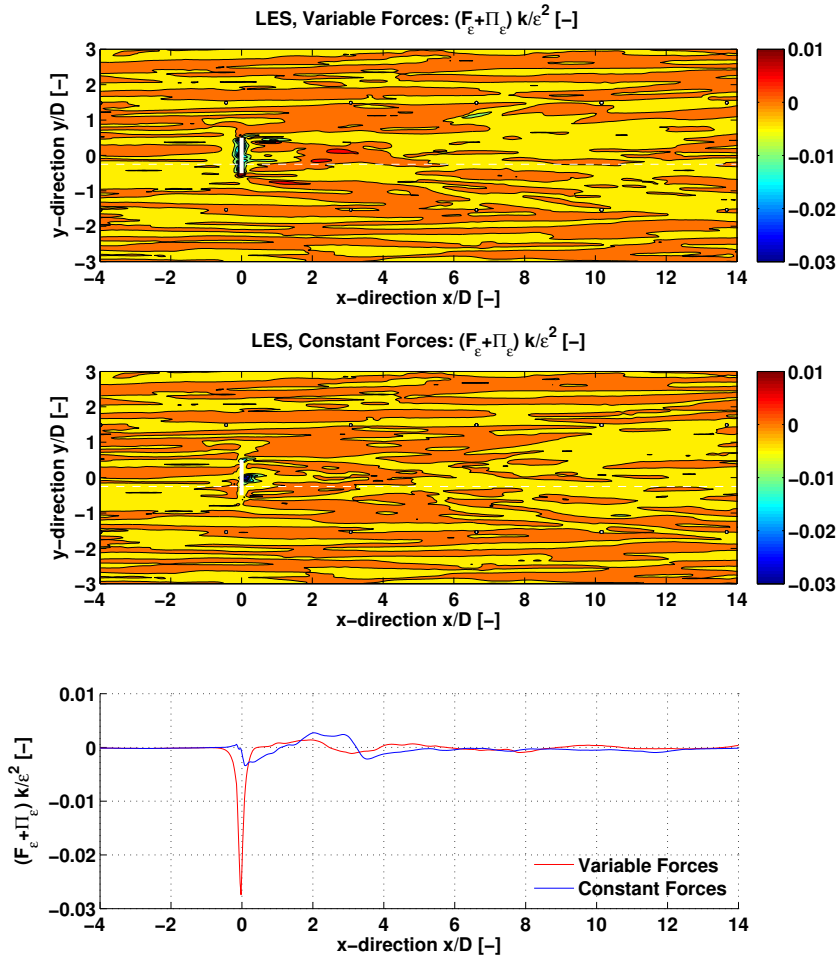 LES, Variable Forces: (F_ε+Π_ε) k/ε²  [−]
y−direction y/D [−]
3
2
1
0
−1
−2
−3
−4 −2 0 2 4 6 8 10 12 14
x−direction x/D [−]
0.01
0
−0.01
−0.02
−0.03
LES, Constant Forces: (F_ε+Π_ε) k/ε² [−]
y−direction y/D [−]
3
2
1
0
−1
−2
−3
−4 −2 0 2 4 6 8 10 12 14
x−direction x/D [−]
0.01
0
−0.01
−0.02
−0.03
(F_ε+Π_ε) k/ε² [−]
0.01
0
−0.01
−0.02
−0.03
Variable Forces
Constant Forces
−4 −2 0 2 4 6 8 10 12 14
x−direction x/D [−]